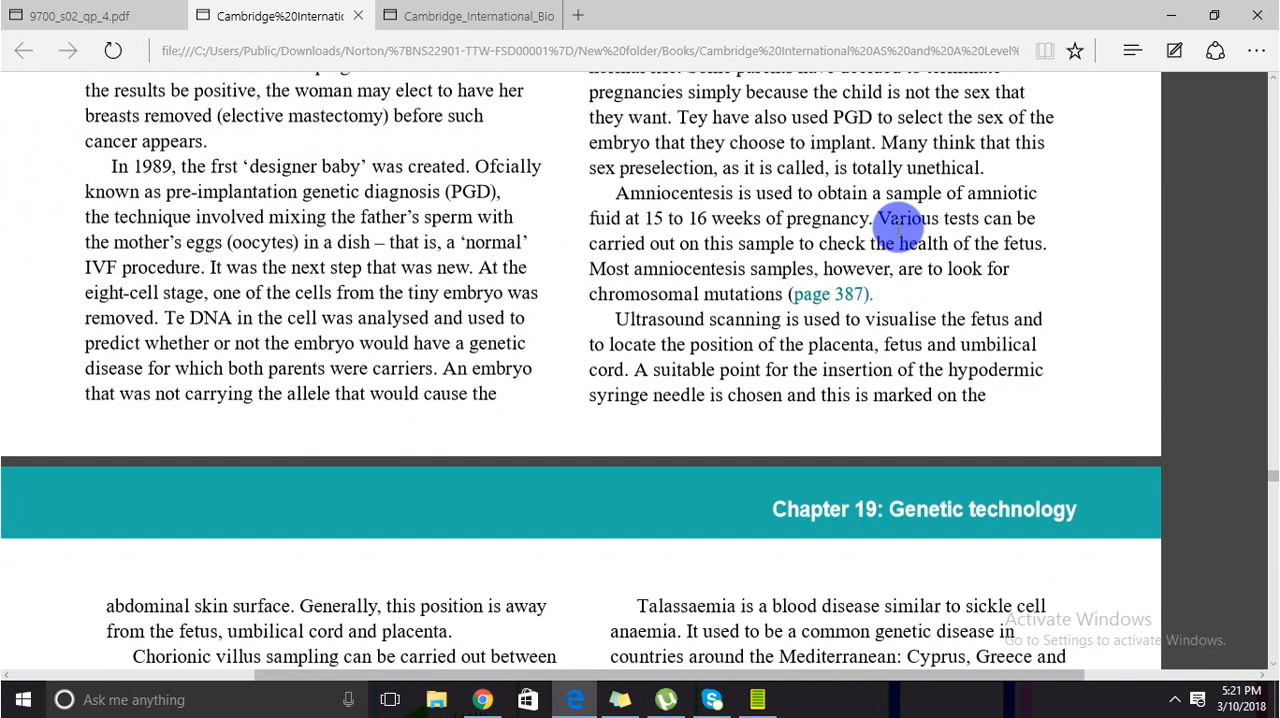 9700_s02_qp_4.pdf
Cambridge%20Internatic
Cambridge_International_Bio
file:///C:/Users/Public/Downloads/Norton/%7BNS22901-TTW-FSD00001%7D/New%20folder/Books/Cambridge%20International%20AS%20and%20A%20Level%
the results be positive, the woman may elect to have her
breasts removed (elective mastectomy) before such
cancer appears.
In 1989, the frst ‘designer baby’ was created. Ofcially
known as pre-implantation genetic diagnosis (PGD),
the technique involved mixing the father’s sperm with
the mother’s eggs (oocytes) in a dish – that is, a ‘normal’
IVF procedure. It was the next step that was new. At the
eight-cell stage, one of the cells from the tiny embryo was
removed. Te DNA in the cell was analysed and used to
predict whether or not the embryo would have a genetic
disease for which both parents were carriers. An embryo
that was not carrying the allele that would cause the
pregnancies simply because the child is not the sex that
they want. Tey have also used PGD to select the sex of the
embryo that they choose to implant. Many think that this
sex preselection, as it is called, is totally unethical.
Amniocentesis is used to obtain a sample of amniotic
fuid at 15 to 16 weeks of pregnancy. Various tests can be
carried out on this sample to check the health of the fetus.
Most amniocentesis samples, however, are to look for
chromosomal mutations (page 387).
Ultrasound scanning is used to visualise the fetus and
to locate the position of the placenta, fetus and umbilical
cord. A suitable point for the insertion of the hypodermic
syringe needle is chosen and this is marked on the
Chapter 19: Genetic technology
abdominal skin surface. Generally, this position is away
from the fetus, umbilical cord and placenta.
Chorionic villus sampling can be carried out between
Talassaemia is a blood disease similar to sickle cell
anaemia. It used to be a common genetic disease in
countries around the Mediterranean: Cyprus, Greece and
Activate Windows
Go to Settings to activate Windows.
Ask me anything
5:21 PM
3/10/2018